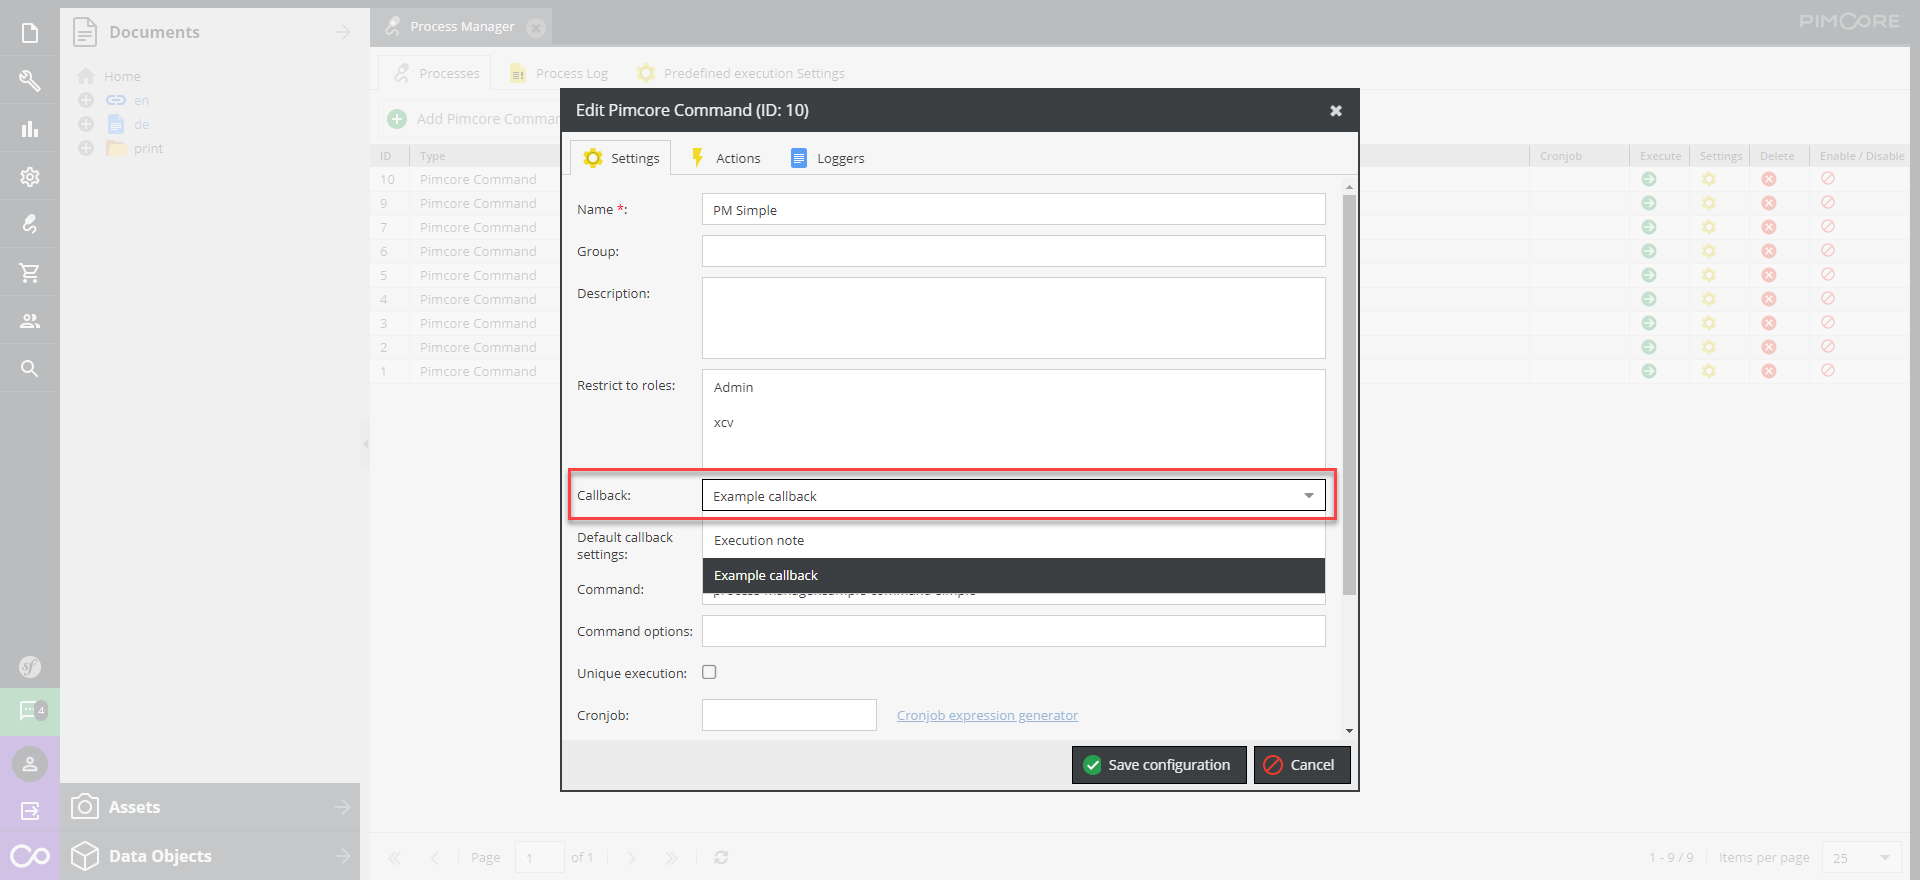 Documents
Home
en
de
print
Assets
Data Objects
sf
4
Process Manager
PIMCORE
Processes
Process Log
Predefined execution Settings
Add Pimcore Comman
ID Type Cronjob Execute Settings Delete Enable / Disable
10 Pimcore Command
9 Pimcore Command
7 Pimcore Command
6 Pimcore Command
5 Pimcore Command
4 Pimcore Command
3 Pimcore Command
2 Pimcore Command
1 Pimcore Command
Edit Pimcore Command (ID: 10)
Settings Actions Loggers
Name *: PM Simple
Group:
Description:
Restrict to roles: Admin
xcv
Callback: Example callback
Default callback
settings:
Execution note
Example callback
Command:
Command options:
Unique execution:
Cronjob: Cronjob expression generator
Save configuration Cancel
Page 1 of 1
1 - 9 / 9 Items per page 25